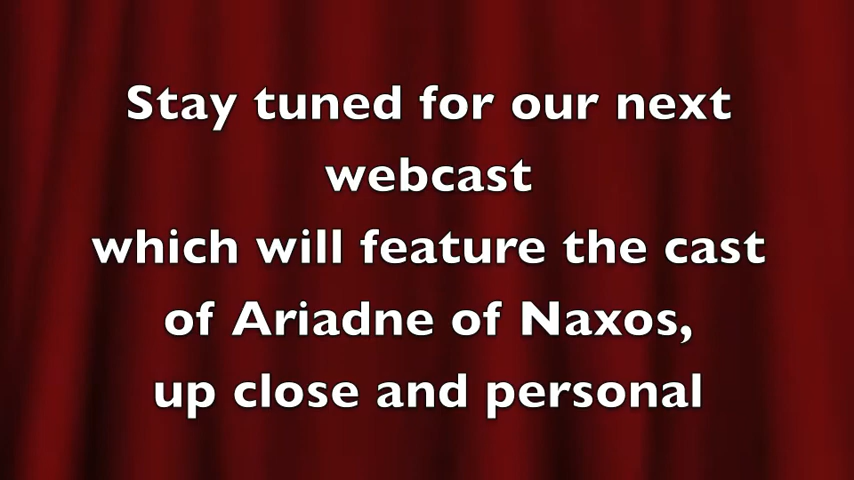 Stay tuned for our next
webcast
which will feature the cast
of Ariadne of Naxos,
up close and personal